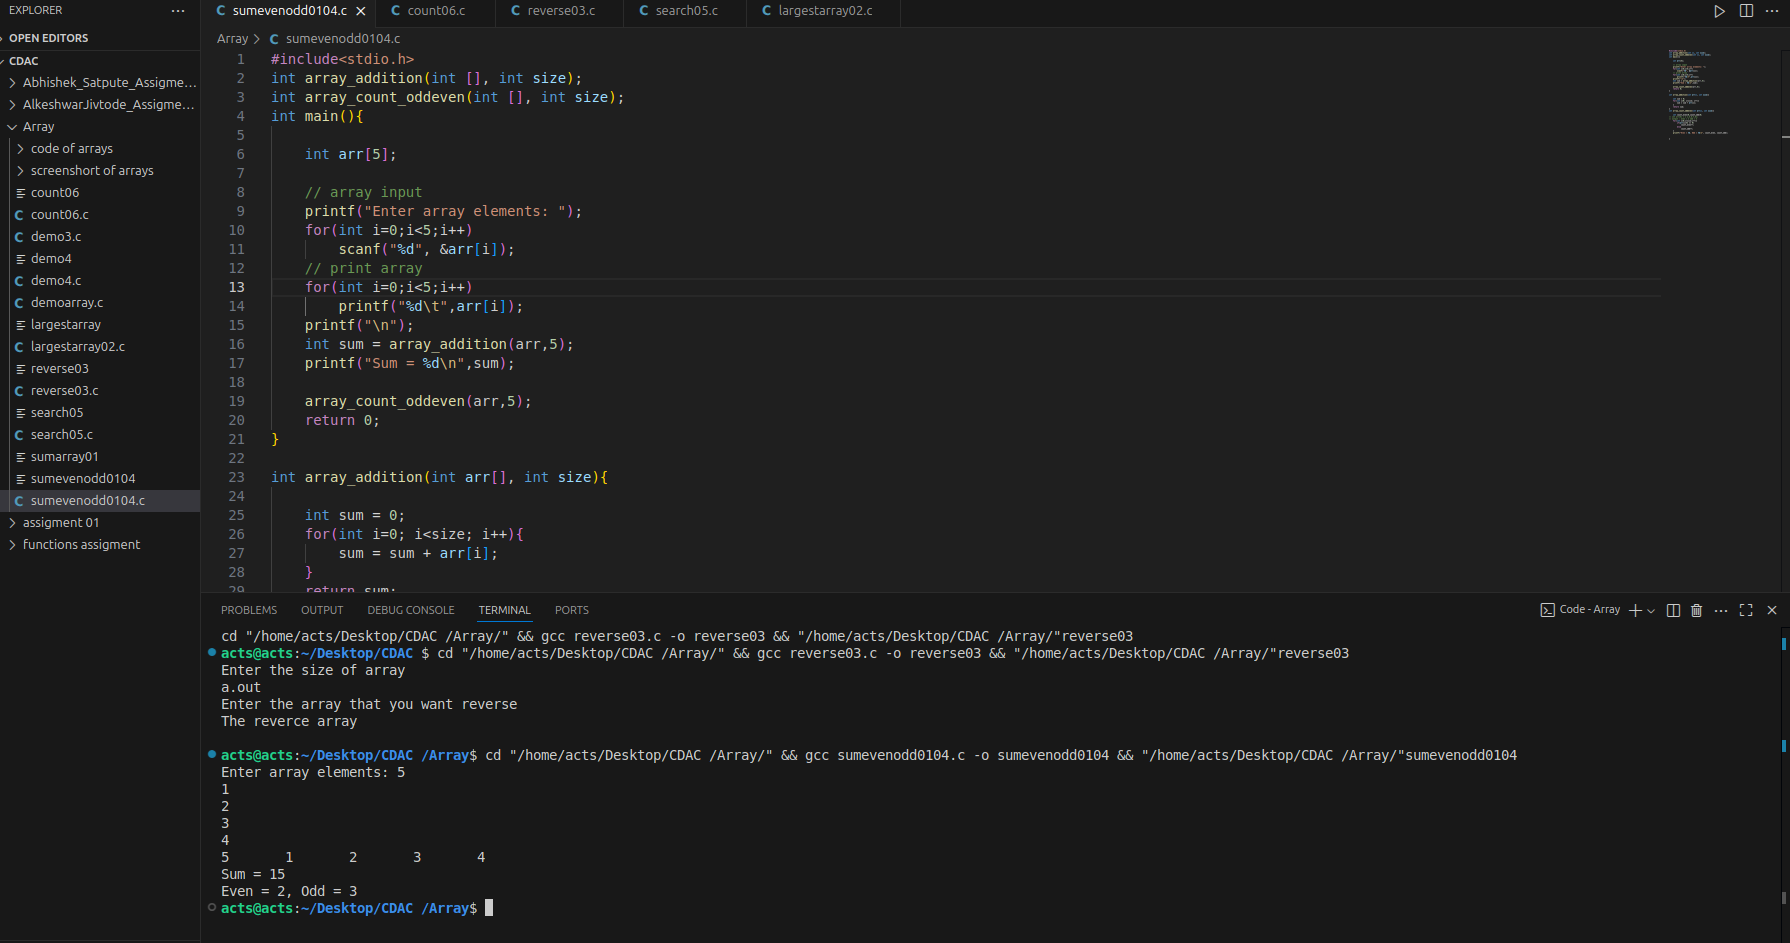 EXPLORER
···
OPEN EDITORS
CDAC
Abhishek_Satpute_Assigme...
AlkeshwarJivtode_Assigme...
Array
code of arrays
screenshort of arrays
count06
count06.c
demo3.c
demo4
demo4.c
demoarray.c
largestarray
largestarray02.c
reverse03
reverse03.c
search05
search05.c
sumarray01
sumevenodd0104
sumevenodd0104.c
assigment 01
functions assigment
sumevenodd0104.c
count06.c
reverse03.c
search05.c
largestarray02.c
Array > C sumevenodd0104.c
1 #include<stdio.h>
2 int array_addition(int [], int size);
3 int array_count_oddeven(int [], int size);
4 int main(){
5
6 int arr[5];
7
8 // array input
9 printf("Enter array elements: ");
10 for(int i=0;i<5;i++)
11 scanf("%d", &arr[i]);
12 // print array
13 for(int i=0;i<5;i++)
14 printf("%d\t",arr[i]);
15 printf("\n");
16 int sum = array_addition(arr,5);
17 printf("Sum = %d\n",sum);
18
19 array_count_oddeven(arr,5);
20 return 0;
21 }
22
23 int array_addition(int arr[], int size){
24
25 int sum = 0;
26 for(int i=0; i<size; i++){
27 sum = sum + arr[i];
28 }
29 return sum;
PROBLEMS OUTPUT DEBUG CONSOLE TERMINAL PORTS
Code - Array
cd "/home/acts/Desktop/CDAC /Array/" && gcc reverse03.c -o reverse03 && "/home/acts/Desktop/CDAC /Array/"reverse03
acts@acts:~/Desktop/CDAC $ cd "/home/acts/Desktop/CDAC /Array/" && gcc reverse03.c -o reverse03 && "/home/acts/Desktop/CDAC /Array/"reverse03
Enter the size of array
a.out
Enter the array that you want reverse
The reverce array
acts@acts:~/Desktop/CDAC /Array$ cd "/home/acts/Desktop/CDAC /Array/" && gcc sumevenodd0104.c -o sumevenodd0104 && "/home/acts/Desktop/CDAC /Array/"sumevenodd0104
Enter array elements: 5
1
2
3
4
5 1 2 3 4
Sum = 15
Even = 2, Odd = 3
acts@acts:~/Desktop/CDAC /Array$